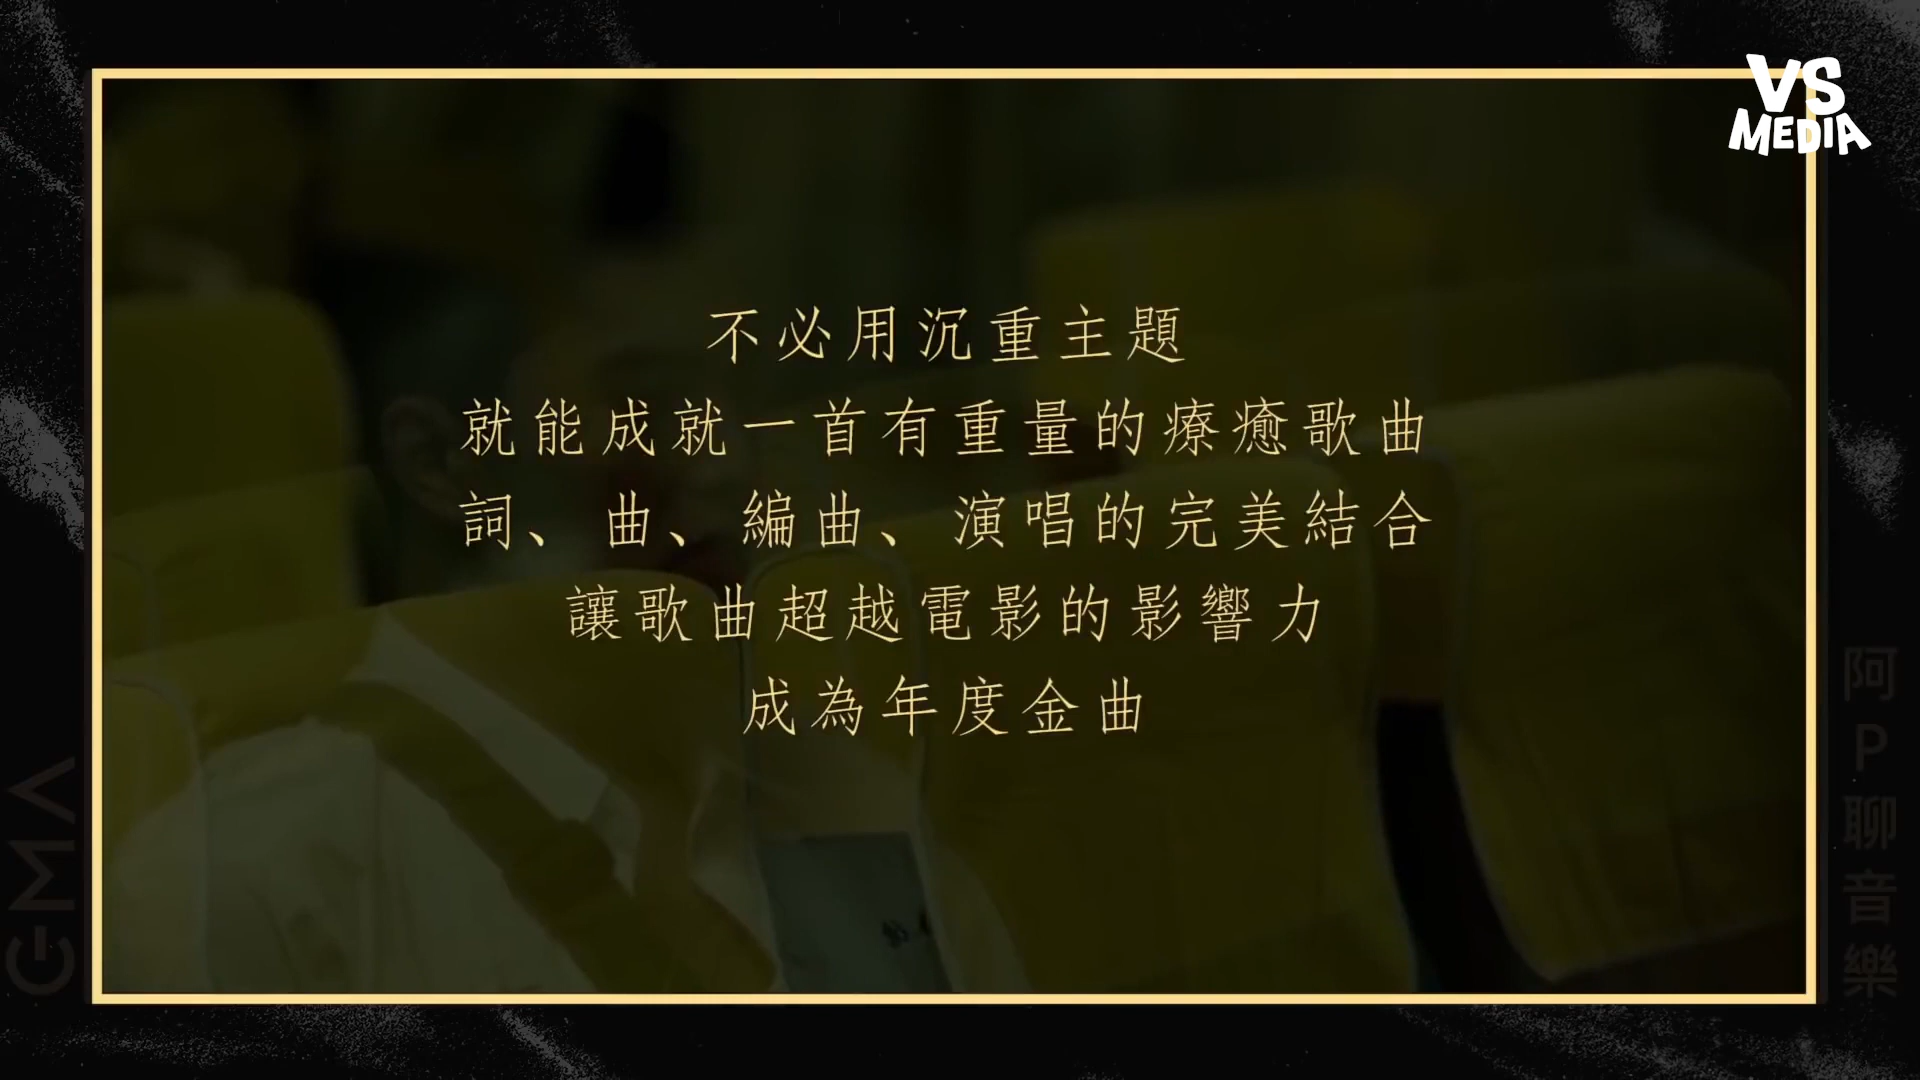 VS
MEDIA
不必用沉重主題
就能成就一首有重量的療癒歌曲
詞、曲、編曲、演唱的完美結合
讓歌曲超越電影的影響力
成為年度金曲
GMA
阿P聊音樂